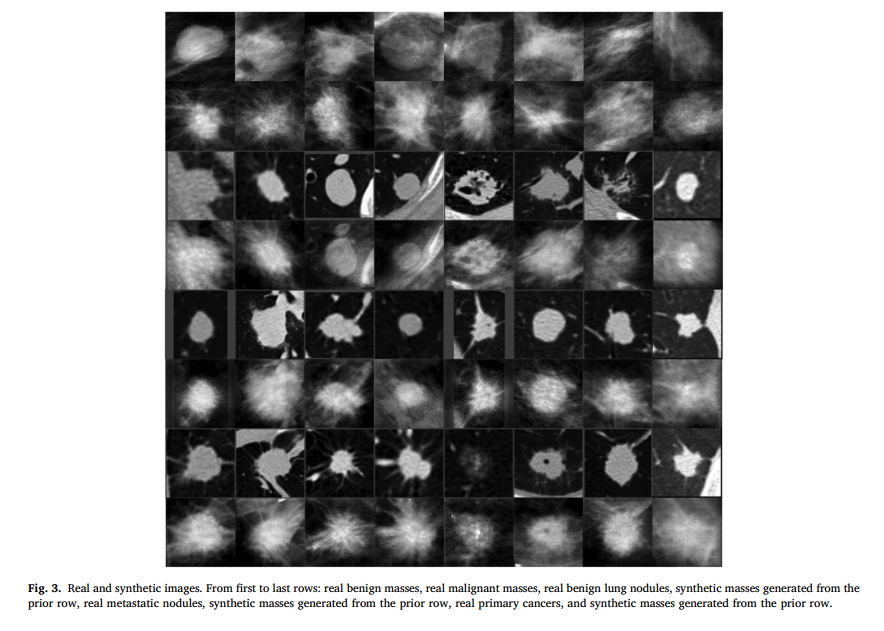 Fig. 3. Real and synthetic images. From first to last rows: real benign masses, real malignant masses, real benign lung nodules, synthetic masses generated from the
prior row, real metastatic nodules, synthetic masses generated from the prior row, real primary cancers, and synthetic masses generated from the prior row.